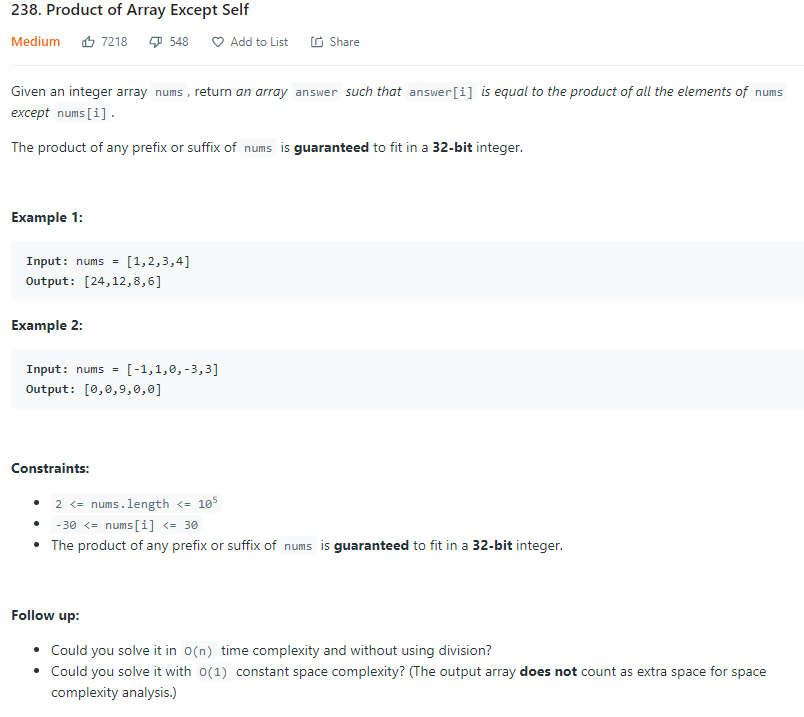 238. Product of Array Except Self
Medium 7218 548 Add to List Share
Given an integer array nums, return an array answer such that answer[i] is equal to the product of all the elements of nums
except nums[i].
The product of any prefix or suffix of nums is guaranteed to fit in a 32-bit integer.
Example 1:
Input: nums = [1,2,3,4]
Output: [24,12,8,6]
Example 2:
Input: nums = [-1,1,0,-3,3]
Output: [0,0,9,0,0]
Constraints:
• 2 <= nums.length <= 10⁵
• -30 <= nums[i] <= 30
• The product of any prefix or suffix of nums is guaranteed to fit in a 32-bit integer.
Follow up:
• Could you solve it in O(n) time complexity and without using division?
• Could you solve it with O(1) constant space complexity? (The output array does not count as extra space for space
complexity analysis.)